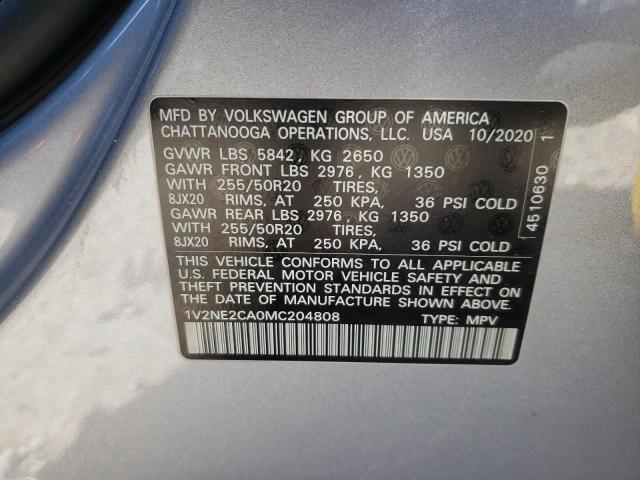 MFD BY VOLKSWAGEN GROUP OF AMERICA
CHATTANOOGA OPERATIONS, LLC. USA 10/2020 1
GVWR LBS 5842, KG 2650
GAWR FRONT LBS 2976, KG 1350
WITH 255/50R20 TIRES,
8JX20 RIMS, AT 250 KPA, 36 PSI COLD
GAWR REAR LBS 2976, KG 1350
WITH 255/50R20 TIRES,
8JX20 RIMS, AT 250 KPA, 36 PSI COLD
THIS VEHICLE CONFORMS TO ALL APPLICABLE
U.S. FEDERAL MOTOR VEHICLE SAFETY AND
THEFT PREVENTION STANDARDS IN EFFECT ON
THE DATE OF MANUFACTURE SHOWN ABOVE.
1V2NE2CA0MC204808 TYPE: MPV
4510630